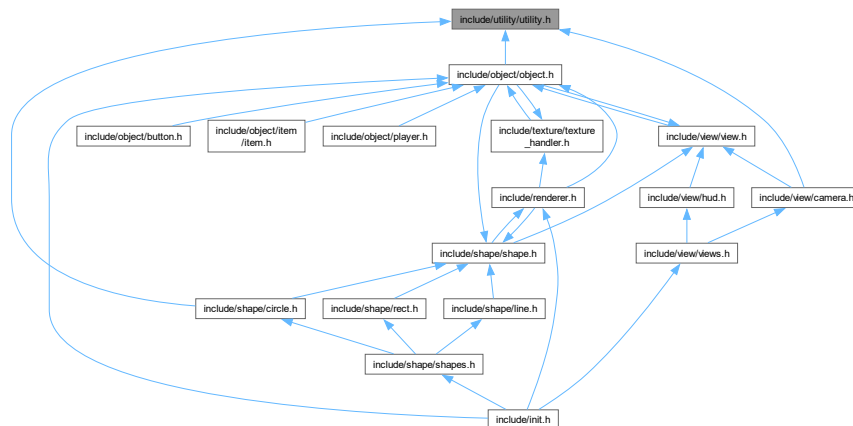 include/utility/utility.h
include/object/object.h
include/object/button.h
include/object/item
/item.h
include/object/player.h
include/texture/texture
_handler.h
include/view/view.h
include/renderer.h
include/view/hud.h
include/view/camera.h
include/shape/shape.h
include/view/views.h
include/shape/circle.h
include/shape/rect.h
include/shape/line.h
include/shape/shapes.h
include/init.h